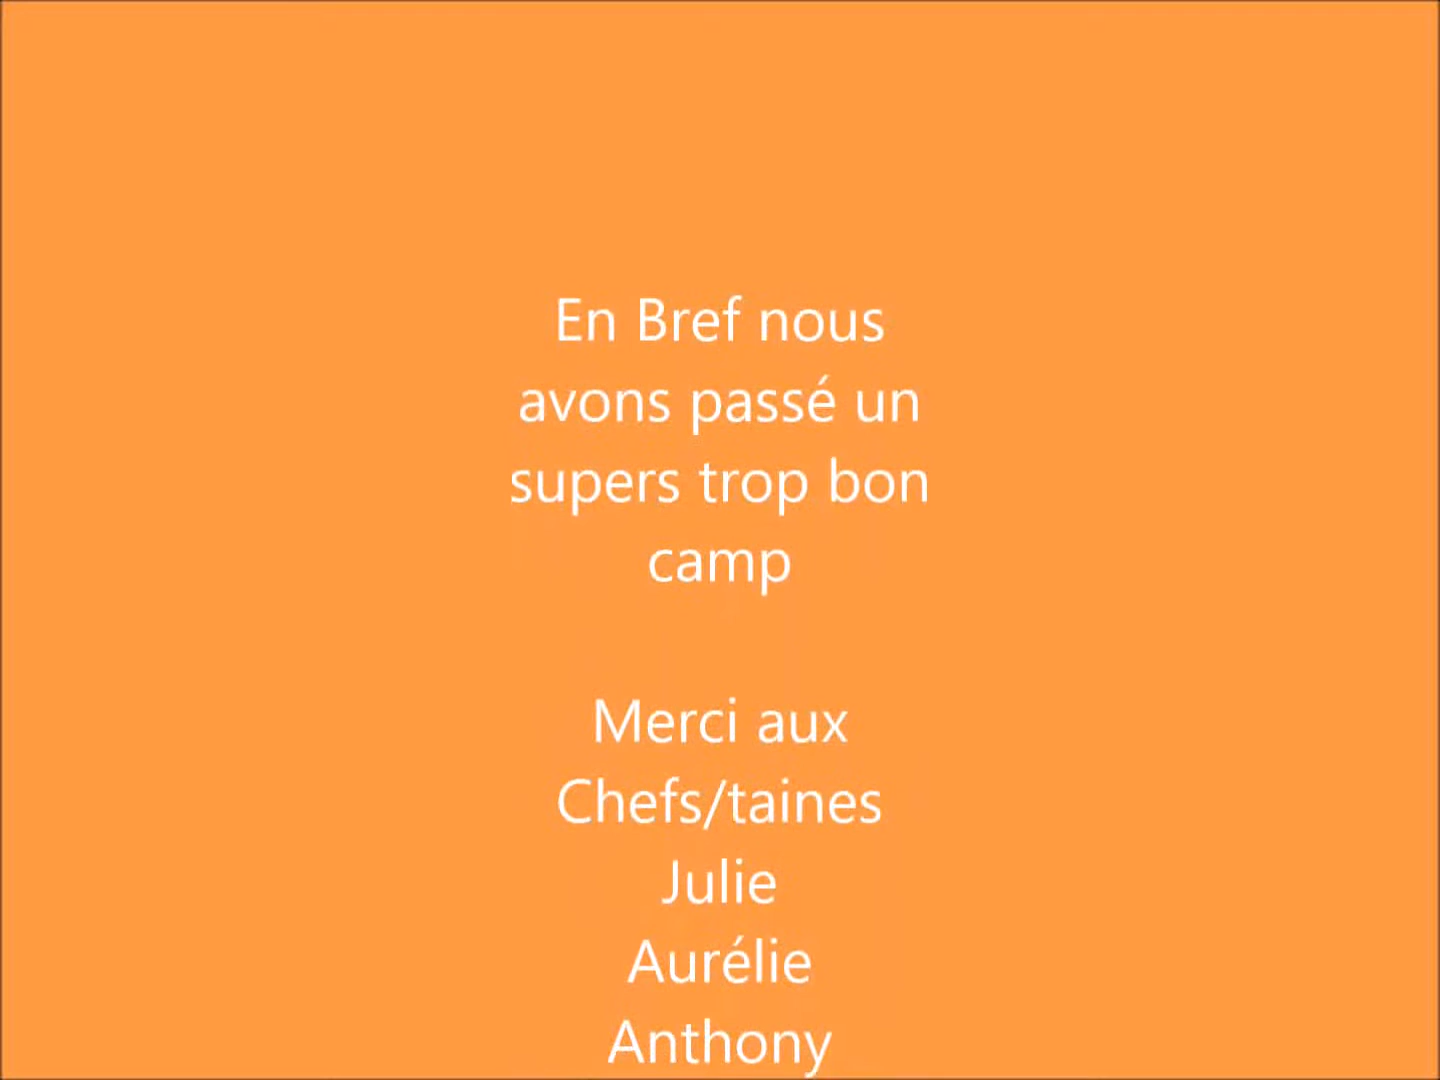 En Bref nous
avons passé un
supers trop bon
camp
Merci aux
Chefs/taines
Julie
Aurélie
Anthony